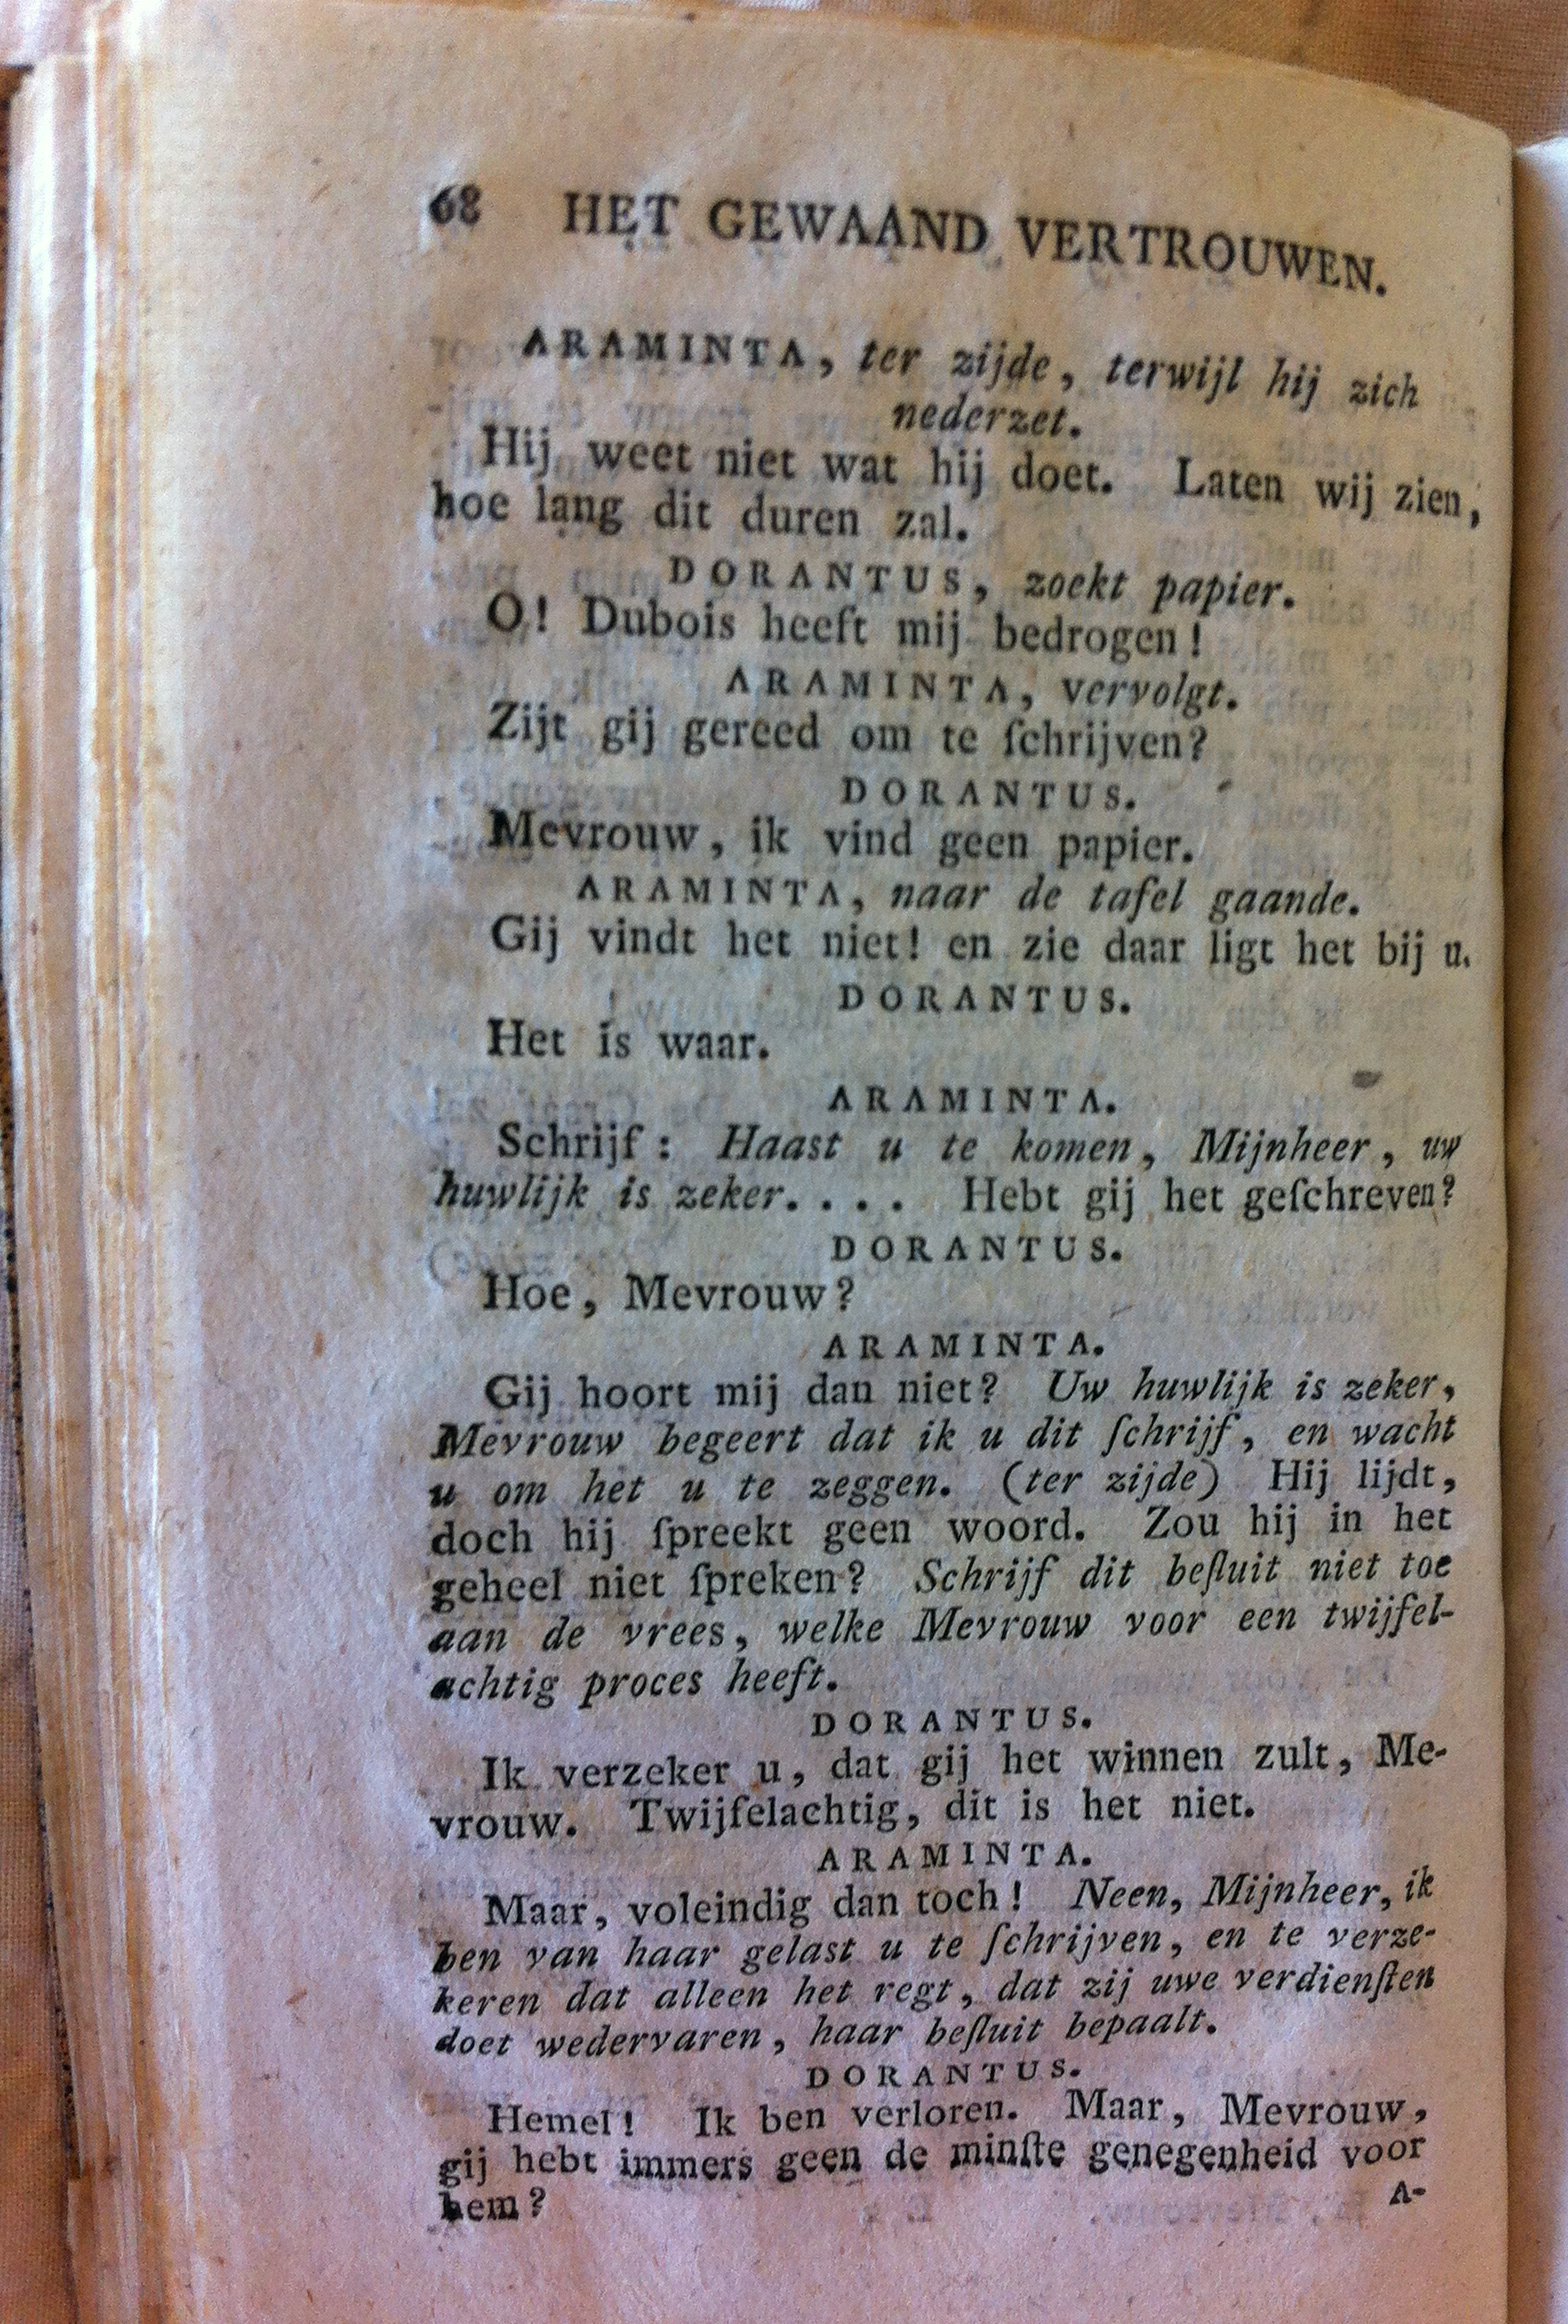 68 HET GEWAAND VERTROUWEN.
ARAMINTA, ter zijde, terwijl hij zich
nederzet.
Hij weet niet wat hij doet. Laten wij zien,
hoe lang dit duren zal.
DORANTUS, zoekt papier.
O! Dubois heeft mij bedrogen!
ARAMINTA, vervolgt.
Zijt gij gereed om te ſchrijven?
DORANTUS.
Mevrouw, ik vind geen papier.
ARAMINTA, naar de tafel gaande.
Gij vindt het niet! en zie daar ligt het bij u.
DORANTUS.
Het is waar.
ARAMINTA.
Schrijf: Haast u te komen, Mijnheer, uw
huwlijk is zeker. . . . Hebt gij het geſchreven?
DORANTUS.
Hoe, Mevrouw?
ARAMINTA.
Gij hoort mij dan niet? Uw huwlijk is zeker,
Mevrouw begeert dat ik u dit ſchrijf, en wacht
u om het u te zeggen. (ter zijde) Hij lijdt,
doch hij ſpreekt geen woord. Zou hij in het
geheel niet ſpreken? Schrijf dit beſluit niet toe
aan de vrees, welke Mevrouw voor een twijfel-
achtig proces heeft.
DORANTUS.
Ik verzeker u, dat gij het winnen zult, Me-
vrouw. Twijfelachtig, dit is het niet.
ARAMINTA.
Maar, voleindig dan toch! Neen, Mijnheer, ik
ben van haar gelast u te ſchrijven, en te verze-
keren dat alleen het regt, dat zij uwe verdienſten
doet wedervaren, haar beſluit bepaalt.
DORANTUS.
Hemel! Ik ben verloren. Maar, Mevrouw,
gij hebt immers geen de minſte genegenheid voor
hem?
A-